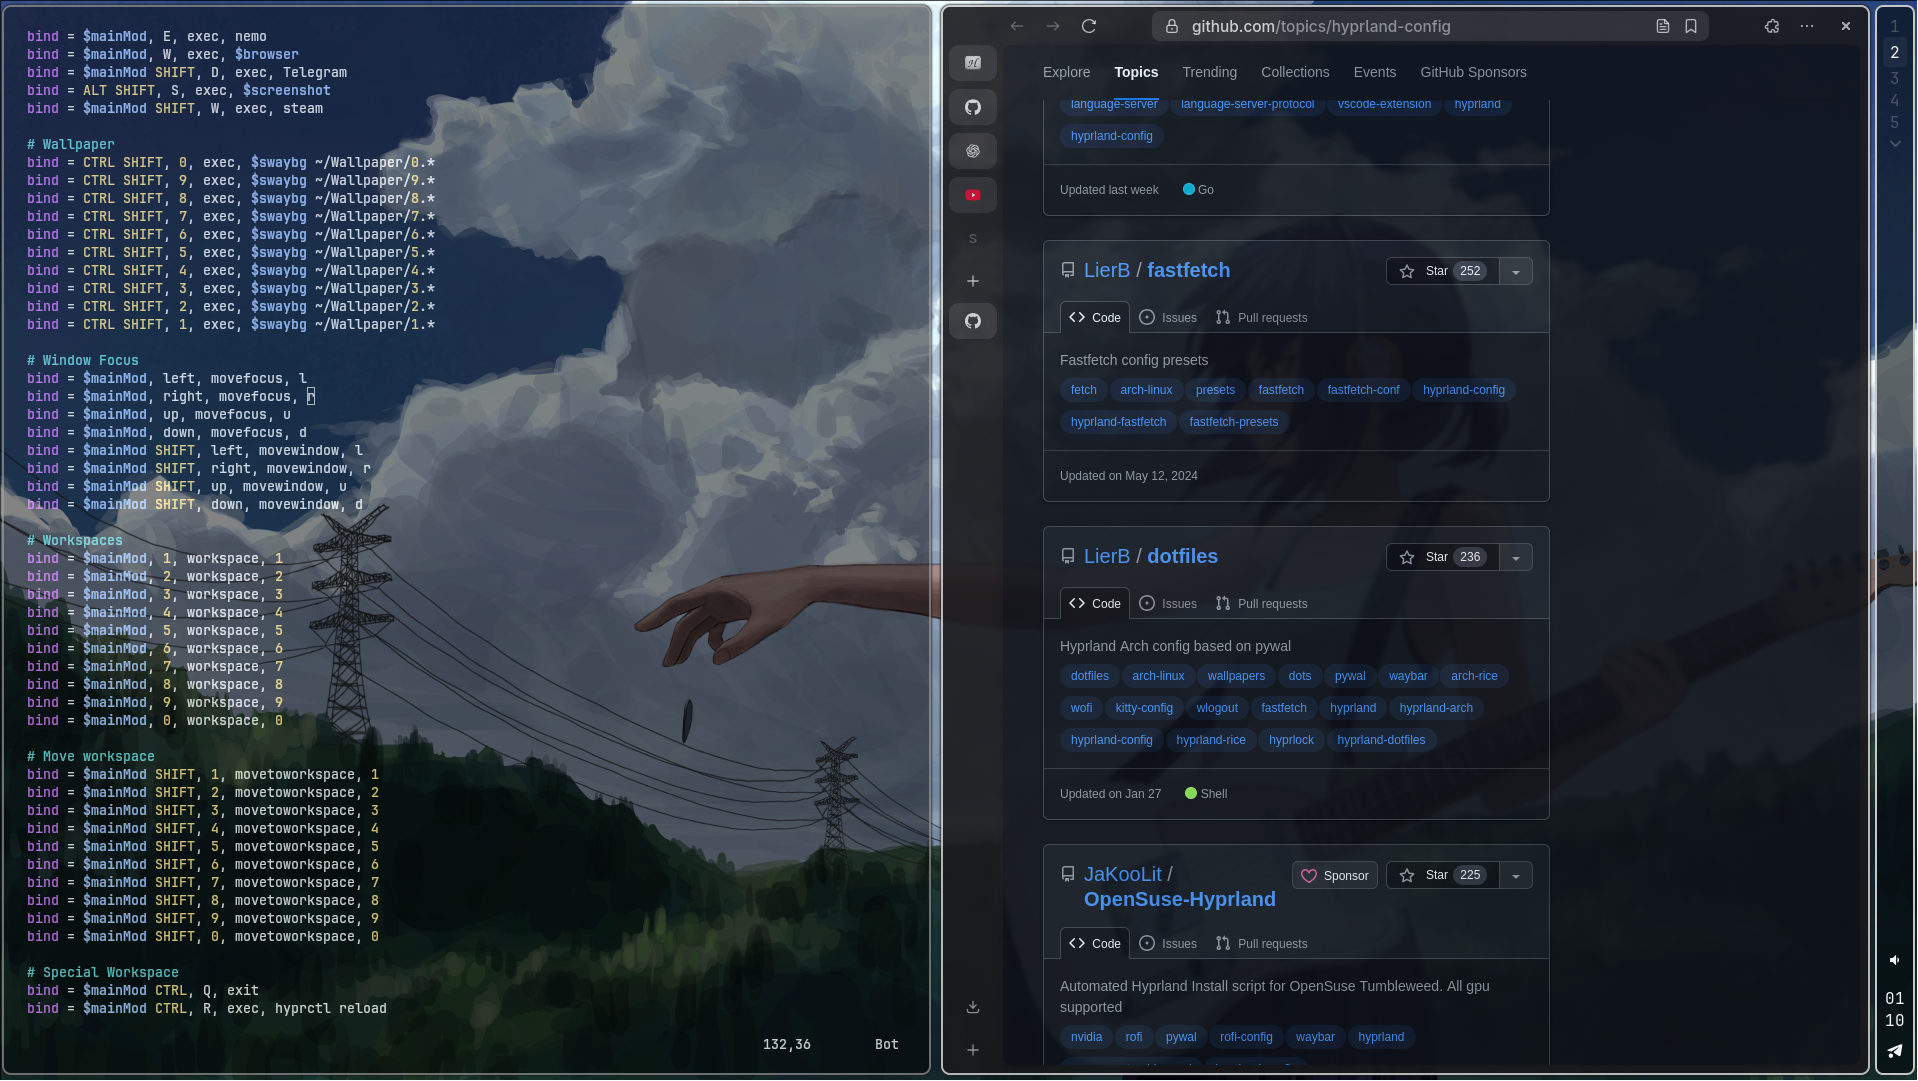 bind = $mainMod, E, exec, nemo
bind = $mainMod, W, exec, $browser
bind = $mainMod SHIFT, D, exec, Telegram
bind = ALT SHIFT, S, exec, $screenshot
bind = $mainMod SHIFT, W, exec, steam
# Wallpaper
bind = CTRL SHIFT, 0, exec, $swaybg ~/Wallpaper/0.*
bind = CTRL SHIFT, 9, exec, $swaybg ~/Wallpaper/9.*
bind = CTRL SHIFT, 8, exec, $swaybg ~/Wallpaper/8.*
bind = CTRL SHIFT, 7, exec, $swaybg ~/Wallpaper/7.*
bind = CTRL SHIFT, 6, exec, $swaybg ~/Wallpaper/6.*
bind = CTRL SHIFT, 5, exec, $swaybg ~/Wallpaper/5.*
bind = CTRL SHIFT, 4, exec, $swaybg ~/Wallpaper/4.*
bind = CTRL SHIFT, 3, exec, $swaybg ~/Wallpaper/3.*
bind = CTRL SHIFT, 2, exec, $swaybg ~/Wallpaper/2.*
bind = CTRL SHIFT, 1, exec, $swaybg ~/Wallpaper/1.*
# Window Focus
bind = $mainMod, left, movefocus, l
bind = $mainMod, right, movefocus, r
bind = $mainMod, up, movefocus, u
bind = $mainMod, down, movefocus, d
bind = $mainMod SHIFT, left, movewindow, l
bind = $mainMod SHIFT, right, movewindow, r
bind = $mainMod SHIFT, up, movewindow, u
bind = $mainMod SHIFT, down, movewindow, d
# Workspaces
bind = $mainMod, 1, workspace, 1
bind = $mainMod, 2, workspace, 2
bind = $mainMod, 3, workspace, 3
bind = $mainMod, 4, workspace, 4
bind = $mainMod, 5, workspace, 5
bind = $mainMod, 6, workspace, 6
bind = $mainMod, 7, workspace, 7
bind = $mainMod, 8, workspace, 8
bind = $mainMod, 9, workspace, 9
bind = $mainMod, 0, workspace, 0
# Move workspace
bind = $mainMod SHIFT, 1, movetoworkspace, 1
bind = $mainMod SHIFT, 2, movetoworkspace, 2
bind = $mainMod SHIFT, 3, movetoworkspace, 3
bind = $mainMod SHIFT, 4, movetoworkspace, 4
bind = $mainMod SHIFT, 5, movetoworkspace, 5
bind = $mainMod SHIFT, 6, movetoworkspace, 6
bind = $mainMod SHIFT, 7, movetoworkspace, 7
bind = $mainMod SHIFT, 8, movetoworkspace, 8
bind = $mainMod SHIFT, 9, movetoworkspace, 9
bind = $mainMod SHIFT, 0, movetoworkspace, 0
# Special Workspace
bind = $mainMod CTRL, Q, exit
bind = $mainMod CTRL, R, exec, hyprctl reload
132,36 Bot
github.com/topics/hyprland-config
S
Explore Topics Trending Collections Events GitHub Sponsors
language-server language-server-protocol vscode-extension hyprland
hyprland-config
Updated last week Go
LierB / fastfetch Star 252
Code Issues Pull requests
Fastfetch config presets
fetch arch-linux presets fastfetch fastfetch-conf hyprland-config
hyprland-fastfetch fastfetch-presets
Updated on May 12, 2024
LierB / dotfiles Star 236
Code Issues Pull requests
Hyprland Arch config based on pywal
dotfiles arch-linux wallpapers dots pywal waybar arch-rice
wofi kitty-config wlogout fastfetch hyprland hyprland-arch
hyprland-config hyprland-rice hyprlock hyprland-dotfiles
Updated on Jan 27 Shell
JaKooLit / Sponsor Star 225
OpenSuse-Hyprland
Code Issues Pull requests
Automated Hyprland Install script for OpenSuse Tumbleweed. All gpu
supported
nvidia rofi pywal rofi-config waybar hyprland
1
2
3
4
5
01
10